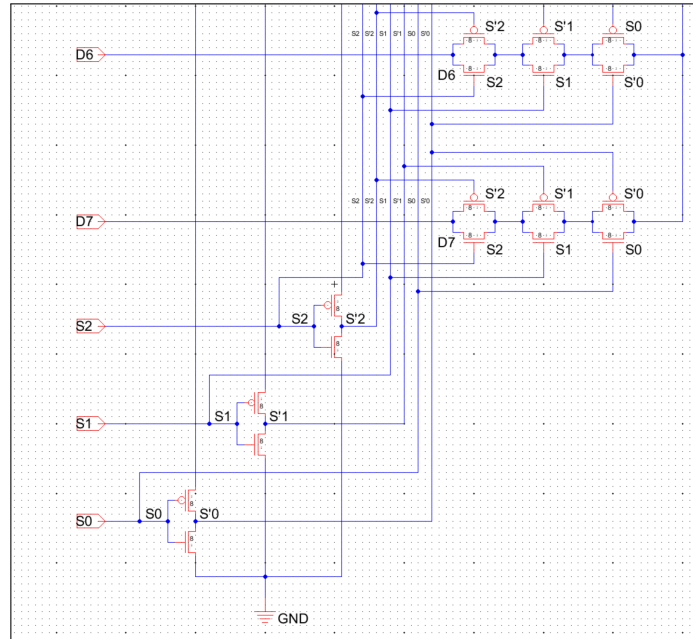 S'2 S'1 S0
S2 S'2 S1 S'1 S0 S'0
D6
D6 S2 S1 S'0
S'2 S'1 S'0
S2 S'2 S1 S'1 S0 S'0
D7
D7 S2 S1 S0
S2 S2 S'2
S1 S1 S'1
S0 S0 S'0
GND